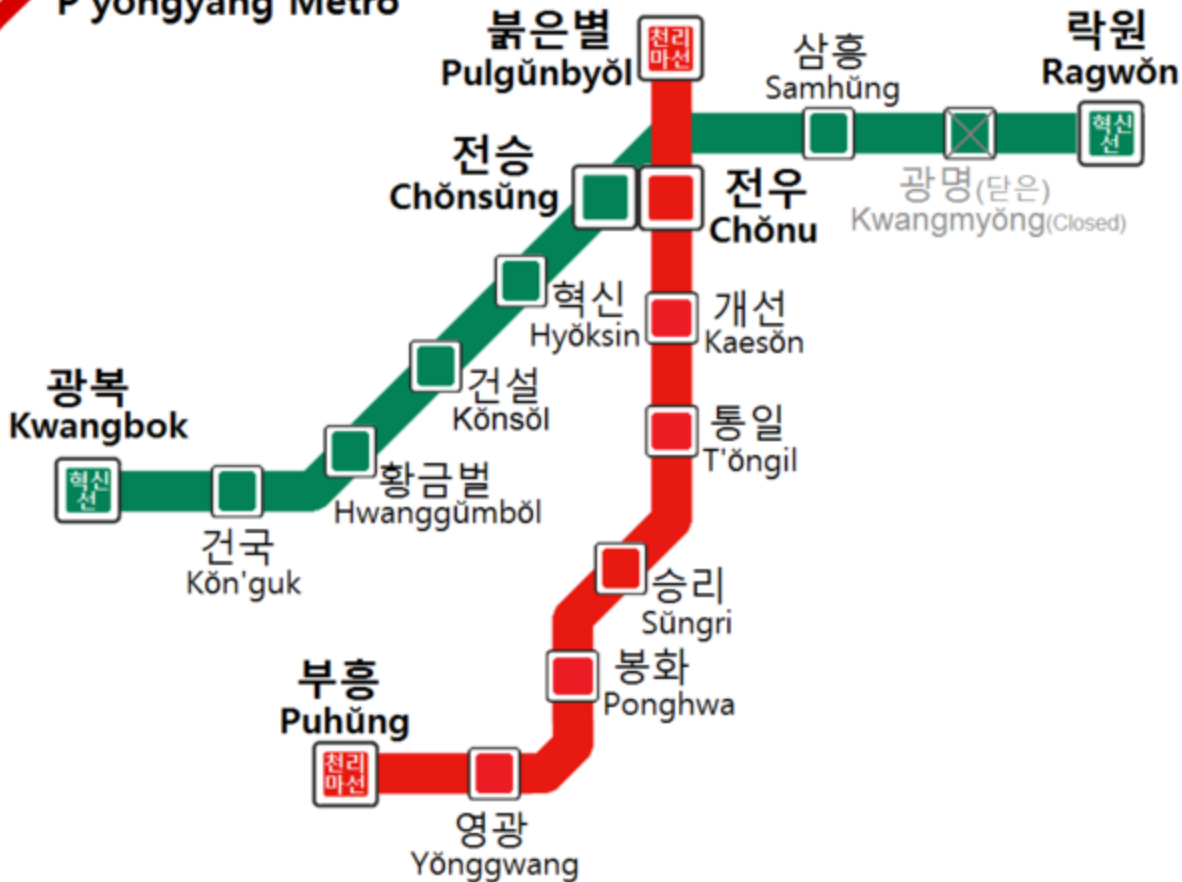 P'yŏngyang Metro
붉은별
Pulgŭnbyŏl
천리
마선
삼흥
Samhŭng
락원
Ragwŏn
혁신
선
전승
Chŏnsŭng
전우
Chŏnu
광명(닫은)
Kwangmyŏng(Closed)
혁신
Hyŏksin
개선
Kaesŏn
광복
Kwangbok
혁신
선
건설
Kŏnsŏl
통일
T'ŏngil
황금벌
Hwanggŭmbŏl
건국
Kŏn'guk
승리
Sŭngri
부흥
Puhŭng
천리
마선
봉화
Ponghwa
영광
Yŏnggwang